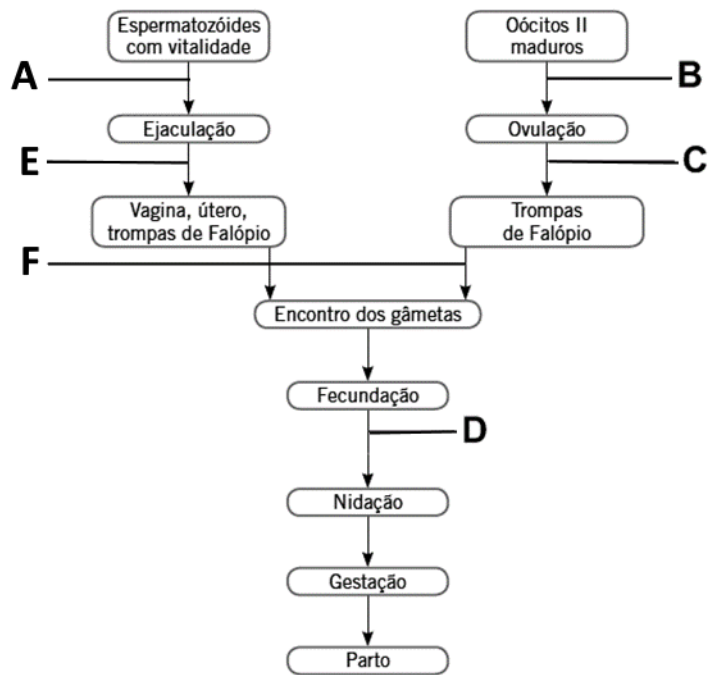 Espermatozóides
com vitalidade
Oócitos II
maduros
A
B
Ejaculação
Ovulação
E
C
Vagina, útero,
trompas de Falópio
Trompas
de Falópio
F
Encontro dos gâmetas
Fecundação
D
Nidação
Gestação
Parto